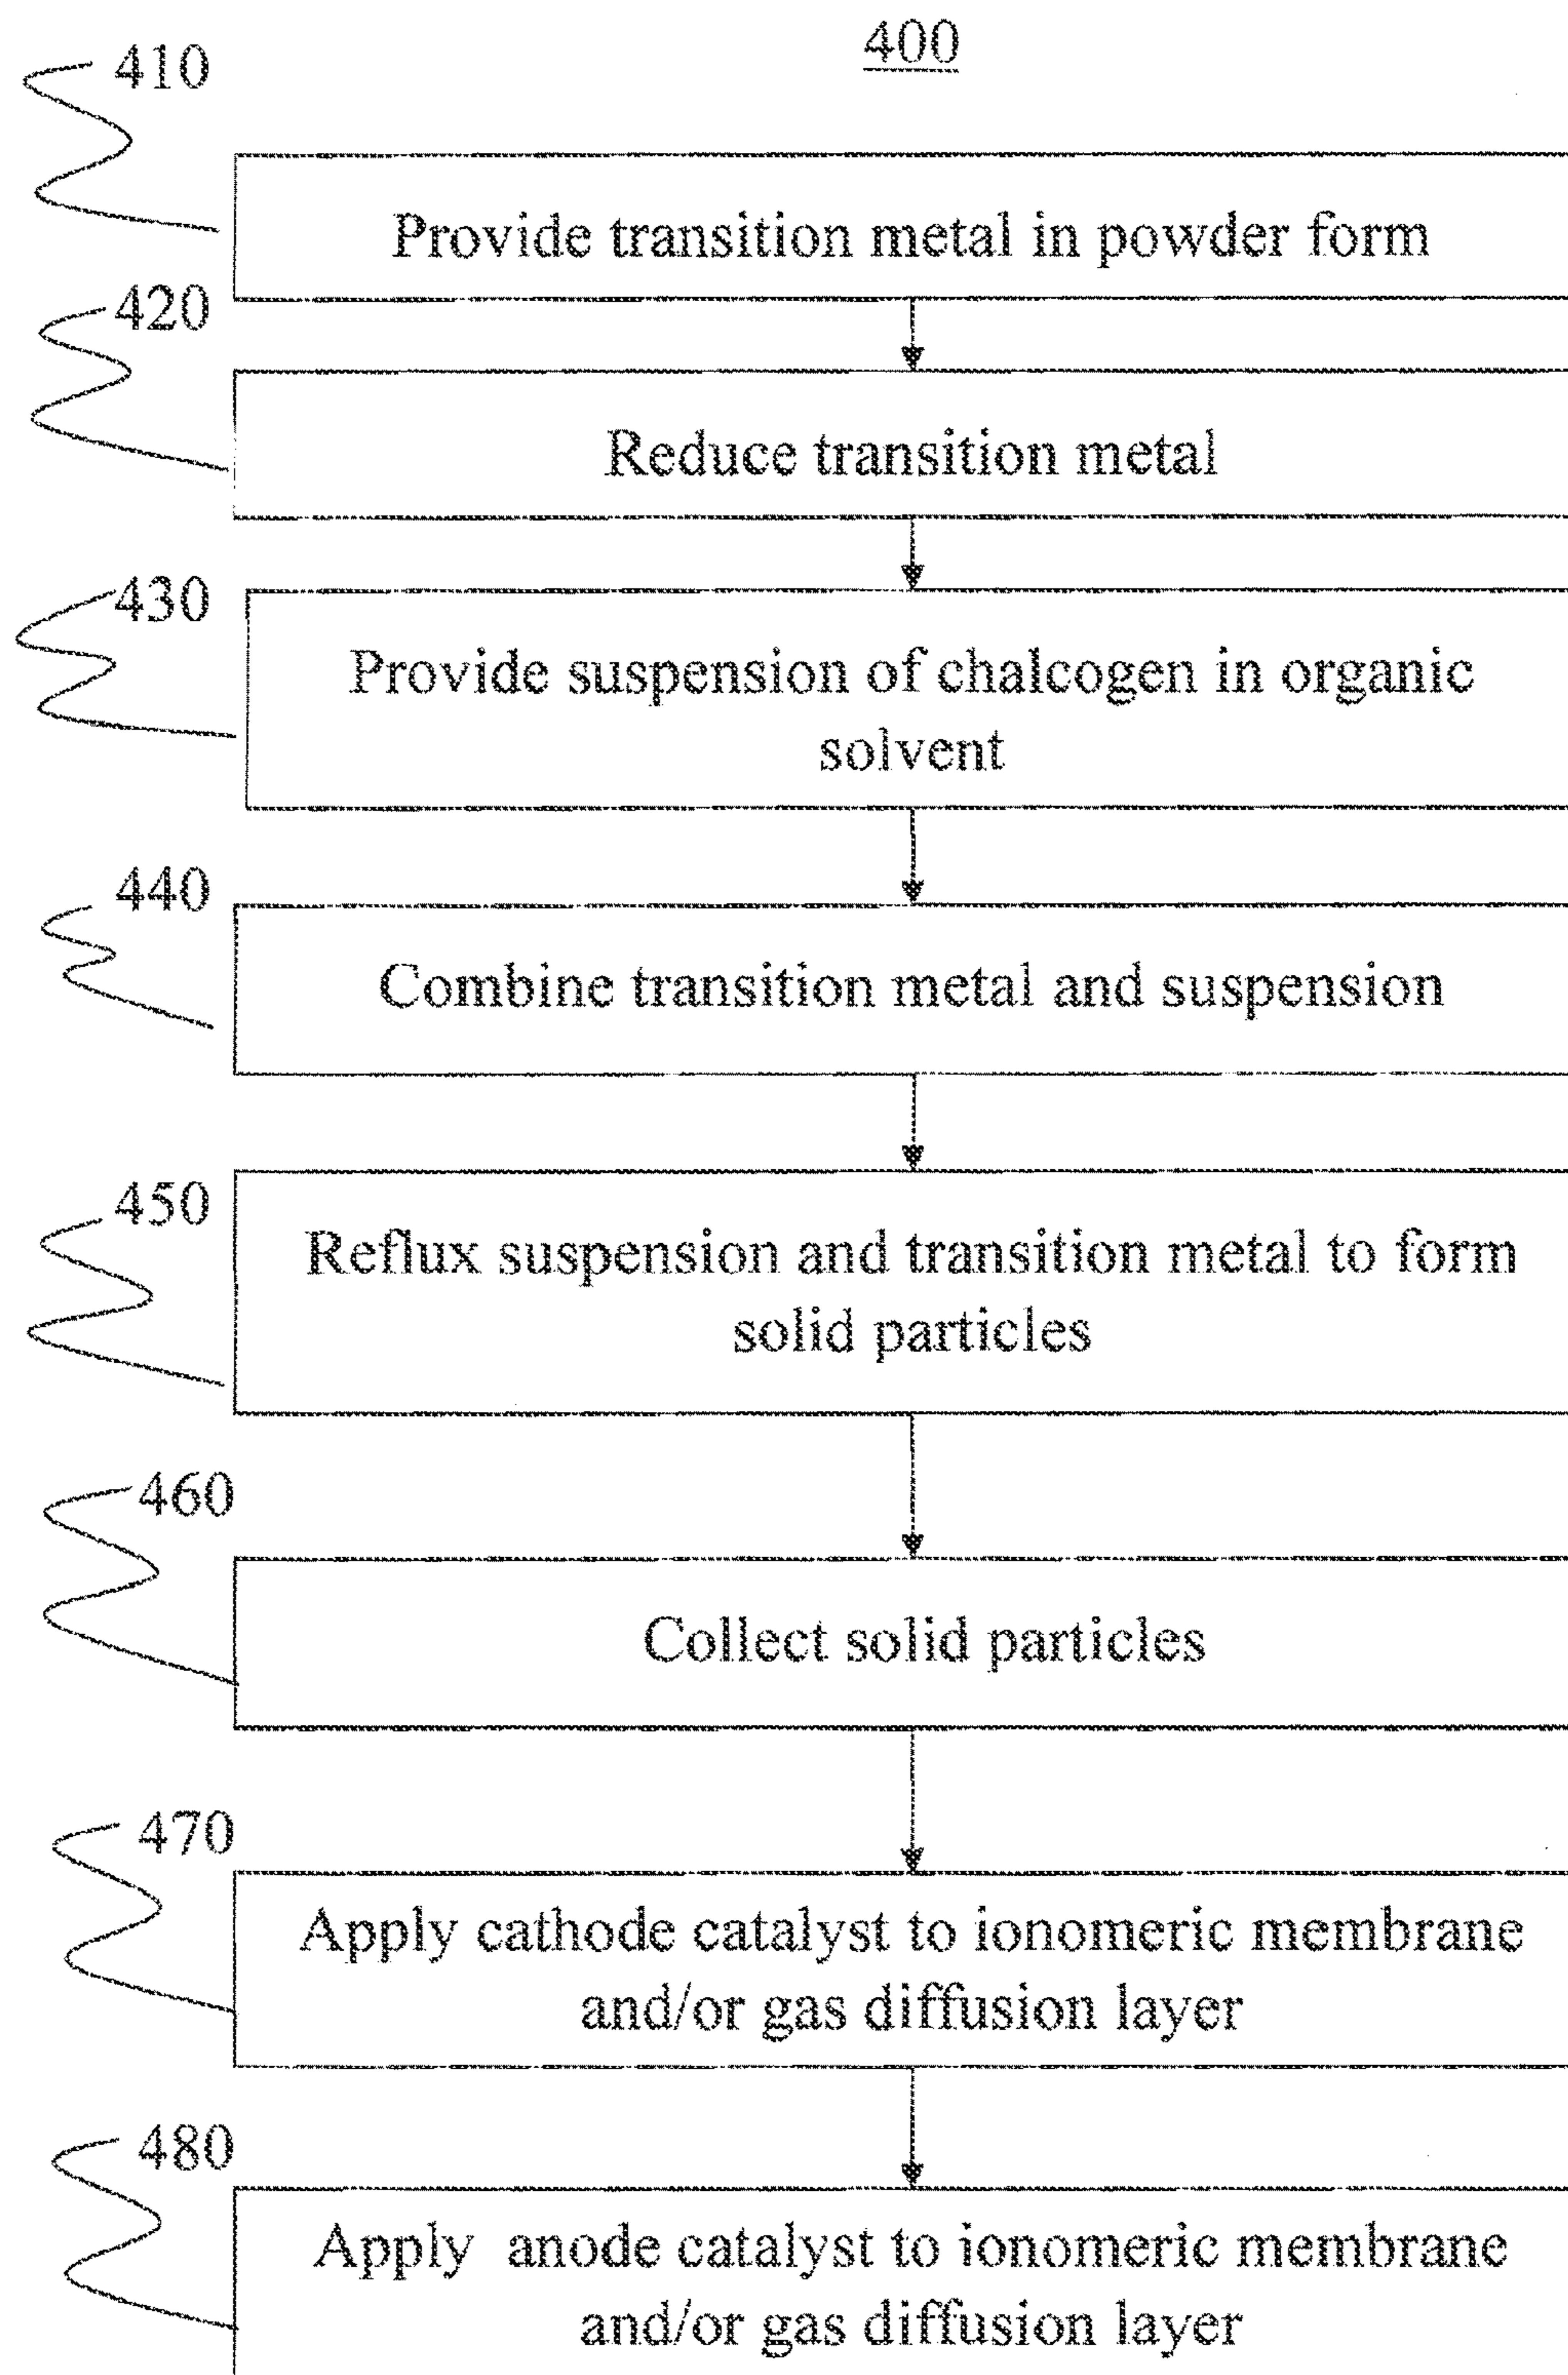 400
410
Provide transition metal in powder form
420
Reduce transition metal
430
Provide suspension of chalcogen in organic
solvent
440
Combine transition metal and suspension
450
Reflux suspension and transition metal to form
solid particles
460
Collect solid particles
470
Apply cathode catalyst to ionomeric membrane
and/or gas diffusion layer
480
Apply anode catalyst to ionomeric membrane
and/or gas diffusion layer